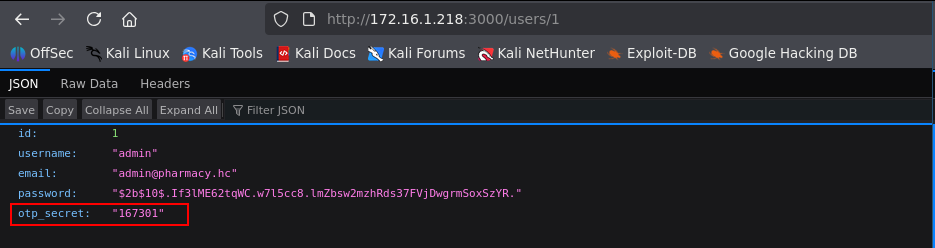 http://172.16.1.218:3000/users/1
OffSec Kali Linux Kali Tools Kali Docs Kali Forums Kali NetHunter Exploit-DB Google Hacking DB
JSON Raw Data Headers
Save Copy Collapse All Expand All Filter JSON
id: 1
username: "admin"
email: "admin@pharmacy.hc"
password: "$2b$10$.If3lME62tqWC.w7l5cc8.lmZbsw2mzhRds37FVjDwgrmSoxSzYR."
otp_secret: "167301"